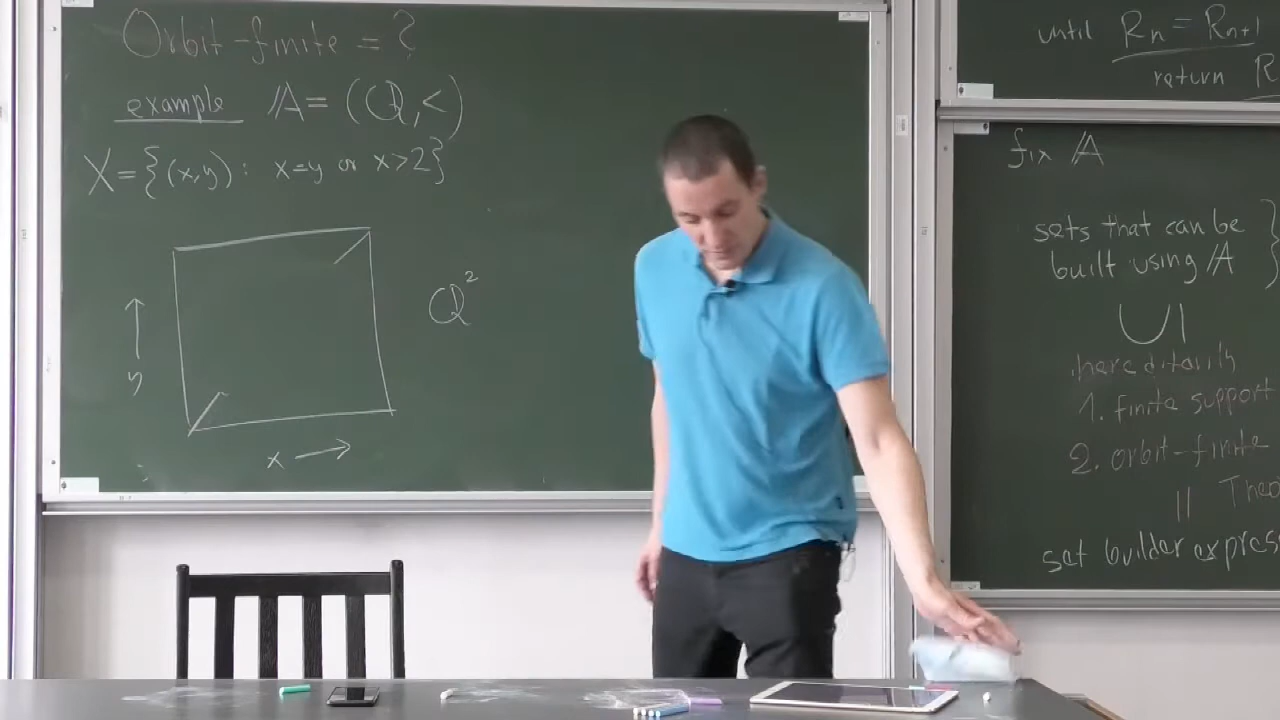 Orbit-finite = ?
example 𝔸 = (ℚ, <)
X = {(x,y) : x=y or x>2}
ℚ²
y
x
until Rn = Rn+1
return R
fix 𝔸
sets that can be
built using 𝔸
∪|
hereditarily
1. finite support
2. orbit-finite
||
set builder expres